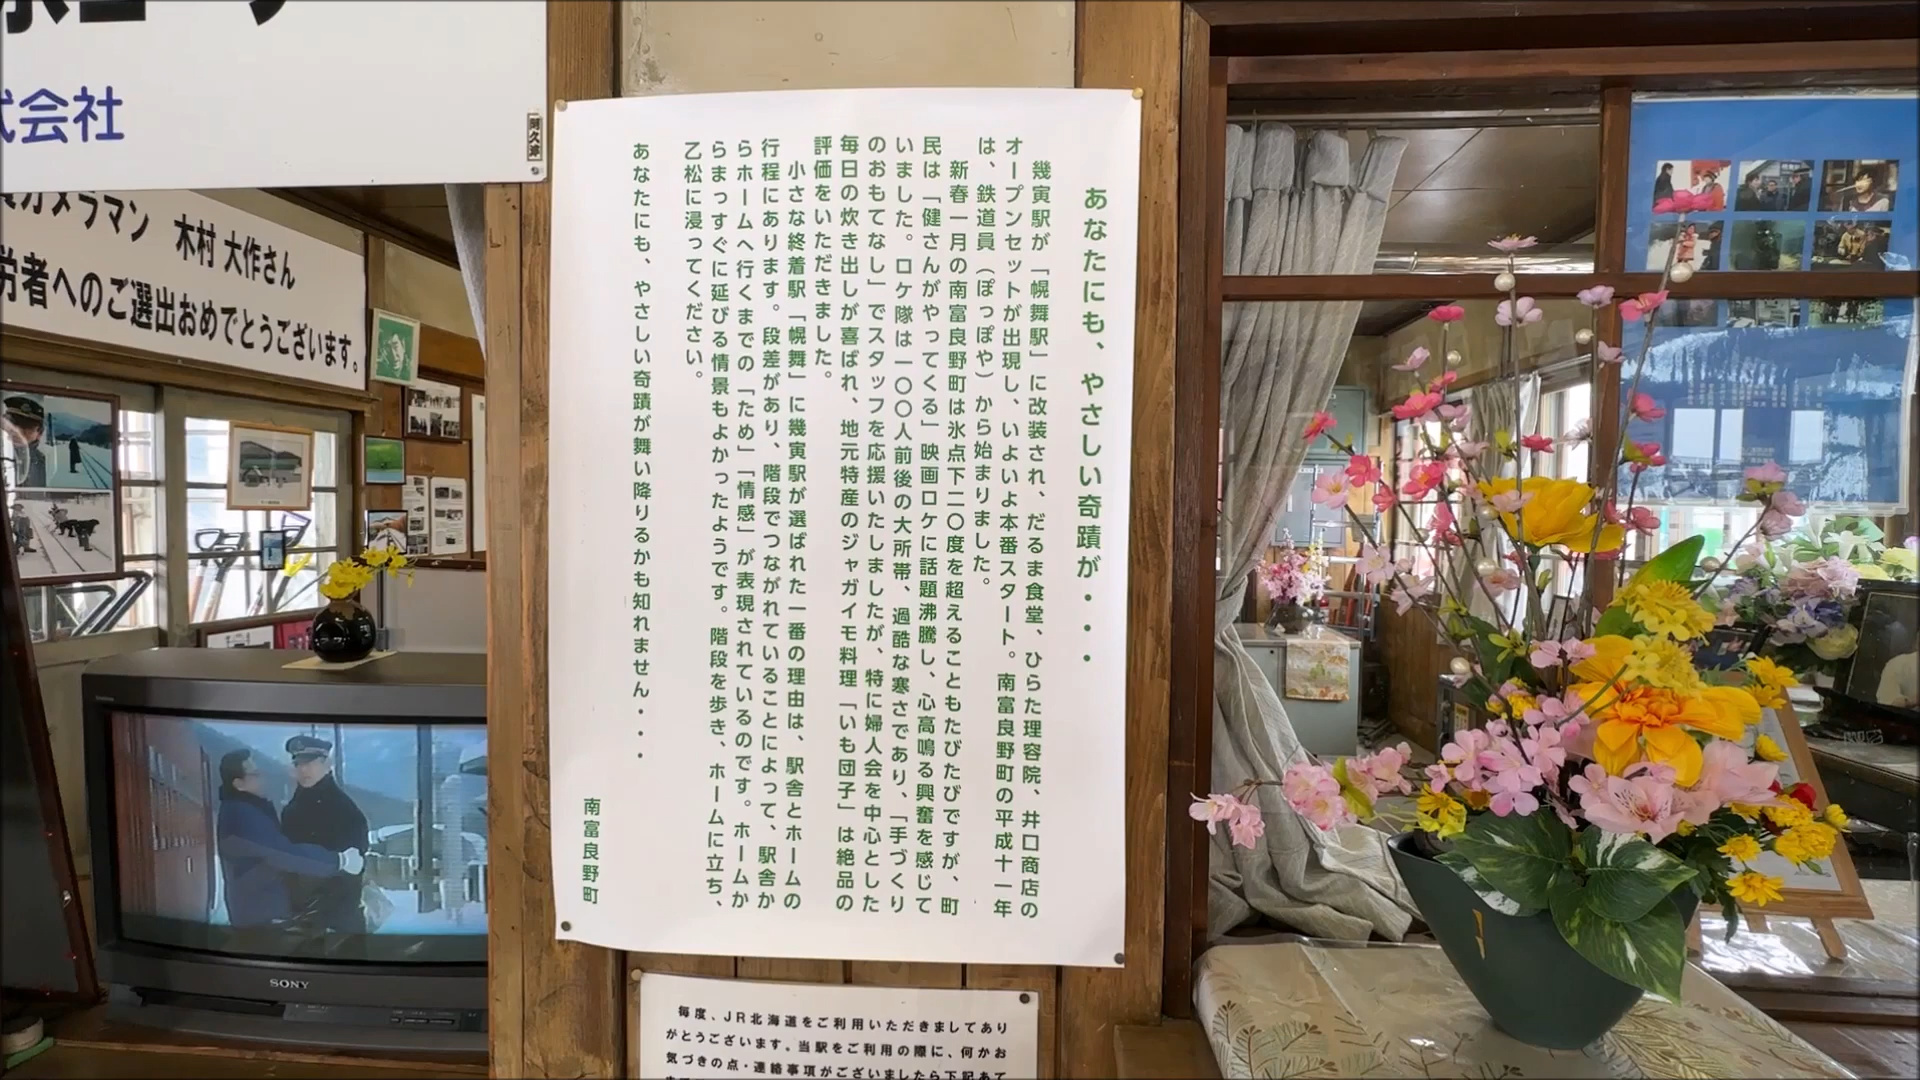 式会社
阿久津
カメラマン 木村 大作さん
労者へのご選出おめでとうございます。
あなたにも、やさしい奇蹟が・・・
幾寅駅が「幌舞駅」に改装され、だるま食堂、ひらた理容院、井口商店の
オープンセットが出現し、いよいよ本番スタート。南富良野町の平成十一年
は、鉄道員（ぽっぽや）から始まりました。
新春一月の南富良野町は氷点下二〇度を超えることもたびたびですが、町
民は「健さんがやってくる」映画ロケに話題沸騰し、心高鳴る興奮を感じて
いました。ロケ隊は一〇〇人前後の大所帯、過酷な寒さであり、「手づくり
のおもてなし」でスタッフを応援いたしましたが、特に婦人会を中心とした
毎日の炊き出しが喜ばれ、地元特産のジャガイモ料理「いも団子」は絶品の
評価をいただきました。
小さな終着駅「幌舞」に幾寅駅が選ばれた一番の理由は、駅舎とホームの
行程にあります。段差があり、階段でつながれていることによって、駅舎か
らホームへ行くまでの「ため」「情感」が表現されているのです。ホームか
らまっすぐに延びる情景もよかったようです。階段を歩き、ホームに立ち、
乙松に浸ってください。
あなたにも、やさしい奇蹟が舞い降りるかも知れません・・・
南富良野町
SONY
毎度、JR北海道をご利用いただきましてあり
がとうございます。当駅をご利用の際に、何かお
気づきの点・連絡事項がございましたら下記あて